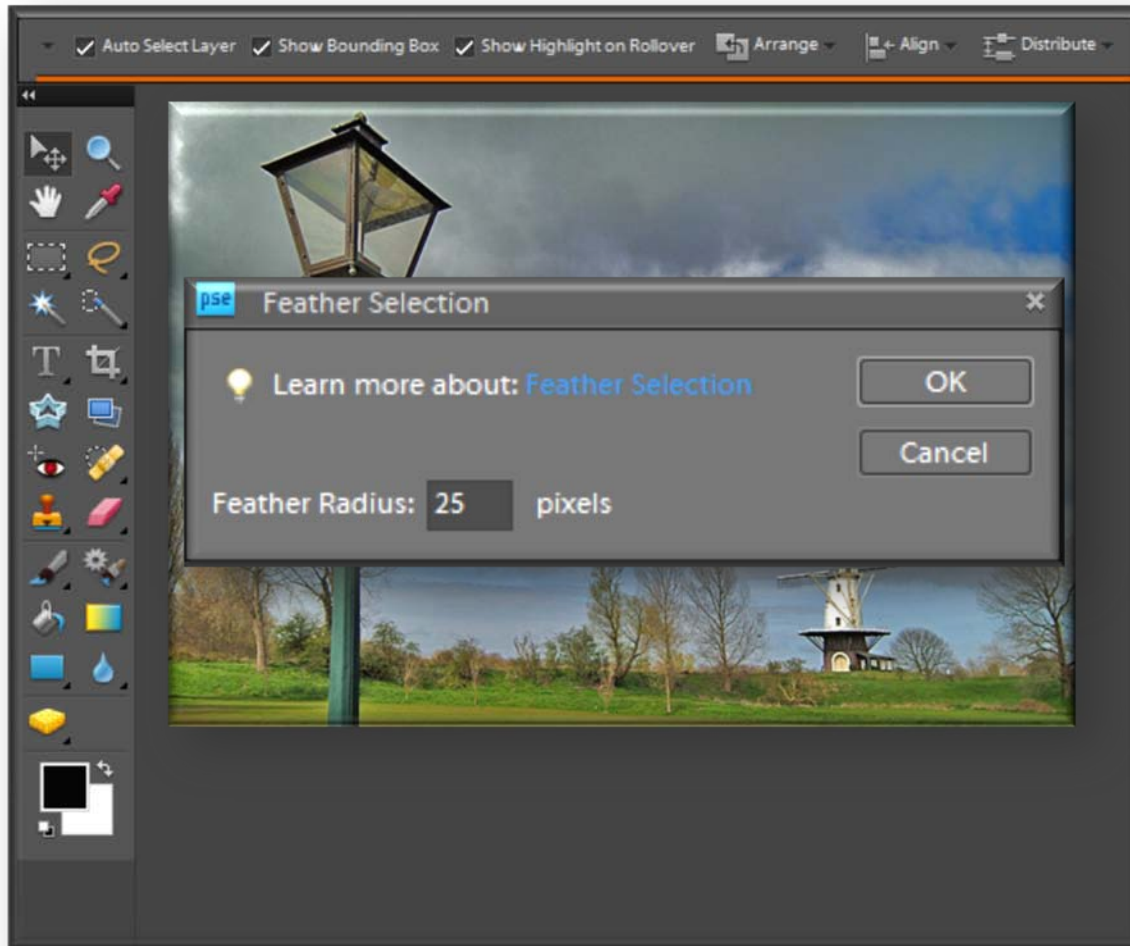 Auto Select Layer Show Bounding Box Show Highlight on Rollover Arrange Align Distribute
T
pse Feather Selection
Learn more about: Feather Selection
OK
Cancel
Feather Radius: 25 pixels